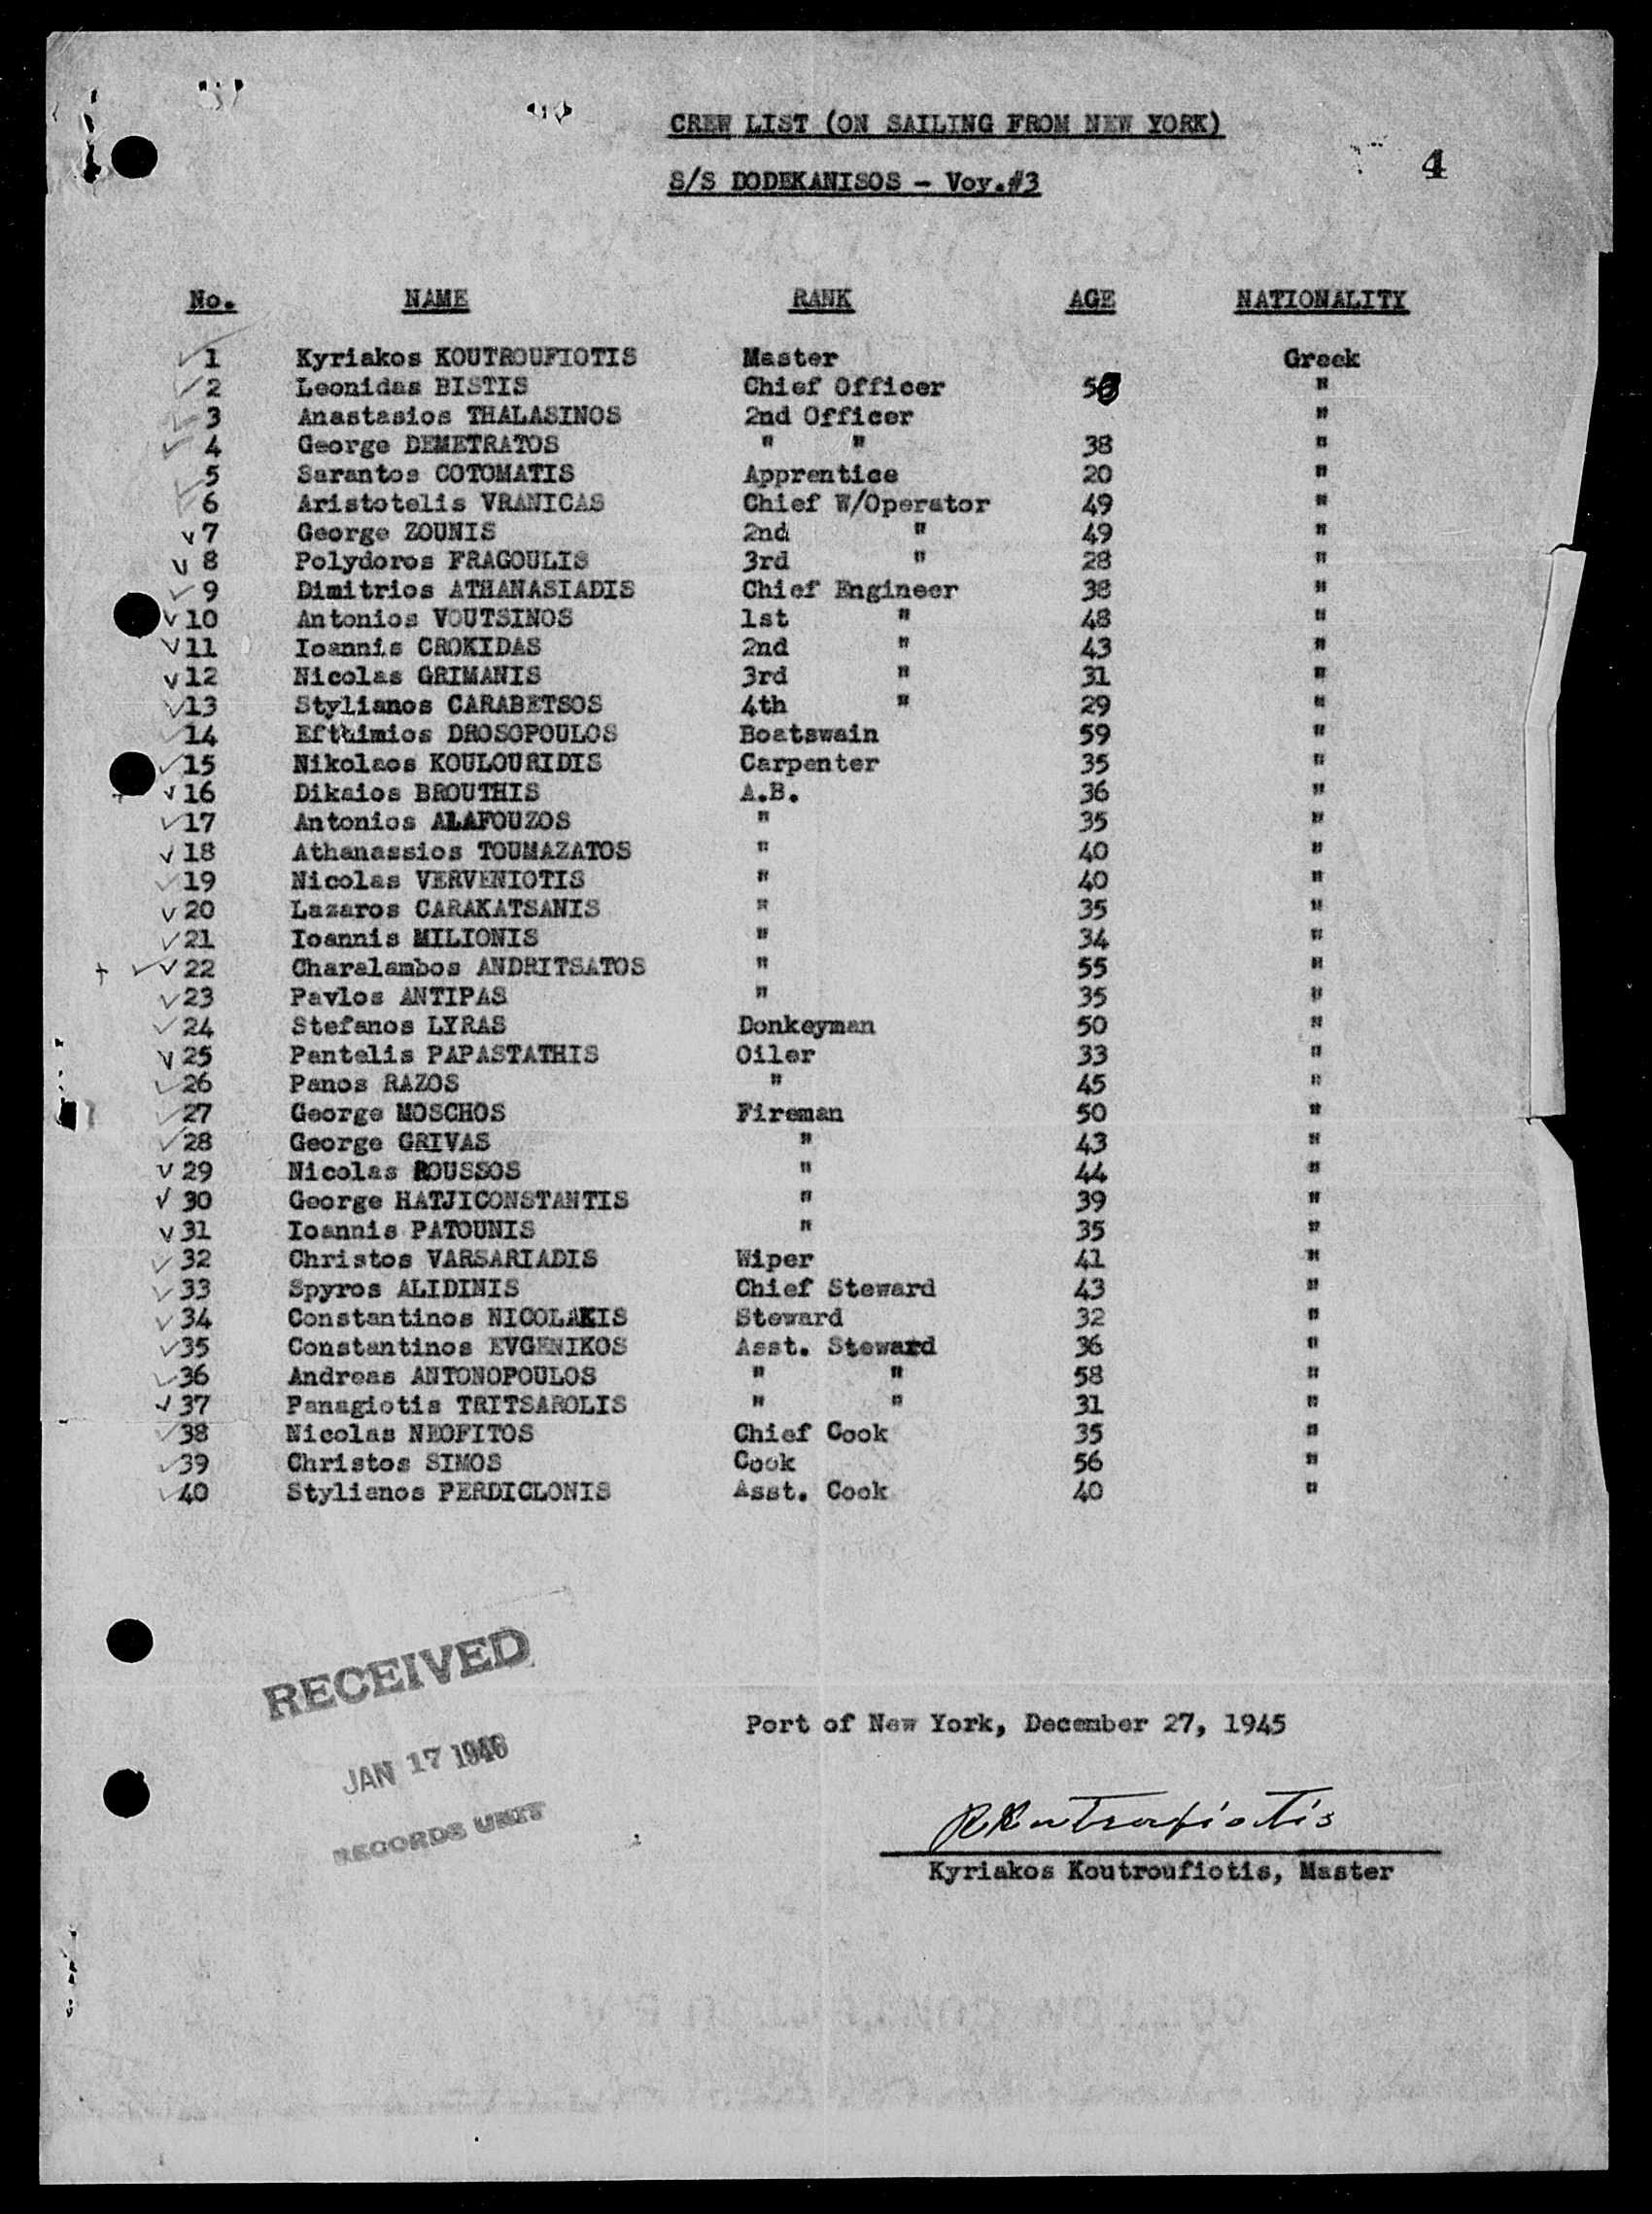 CREW LIST (ON SAILING FROM NEW YORK)
4
S/S DODEKANISOS - Voy.#3
No. NAME RANK AGE NATIONALITY
1 Kyriakos KOUTROUFIOTIS Master Greek
2 Leonidas BISTIS Chief Officer "
3 Anastasios THALASINOS 2nd Officer "
4 George DEMETRATOS " " 38 "
5 Sarantos COTOMATIS Apprentice 20 "
6 Aristotelis VRANICAS Chief W/Operator 49 "
7 George ZOUNIS 2nd " 49 "
8 Polydoros FRAGOULIS 3rd " 28 "
9 Dimitrios ATHANASIADIS Chief Engineer 38 "
10 Antonios VOUTSINOS 1st " 48 "
11 Ioannis CROKIDAS 2nd " 43 "
12 Nicolas GRIMANIS 3rd " 31 "
13 Stylianos CARABETSOS 4th " 29 "
14 Efthimios DROSOPOULOS Boatswain 59 "
15 Nikolaos KOULOURIDIS Carpenter 35 "
16 Dikaios BROUTHIS A.B. 36 "
17 Antonios ALAFOUZOS " 35 "
18 Athanassios TOUMAZATOS " 40 "
19 Nicolas VERVENIOTIS " 40 "
20 Lazaros CARAKATSANIS " 35 "
21 Ioannis MILIONIS " 34 "
22 Charalambos ANDRITSATOS " 55 "
23 Pavlos ANTIPAS " 35 "
24 Stefanos LYRAS Donkeyman 50 "
25 Pantelis PAPASTATHIS Oiler 33 "
26 Panos RAZOS " 45 "
27 George MOSCHOS Fireman 50 "
28 George GRIVAS " 43 "
29 Nicolas ROUSSOS " 44 "
30 George HATJICONSTANTIS " 39 "
31 Ioannis PATOUNIS " 35 "
32 Christos VARSARIADIS Wiper 41 "
33 Spyros ALIDINIS Chief Steward 43 "
34 Constantinos NICOLAKIS Steward 32 "
35 Constantinos EVGENIKOS Asst. Steward 36 "
36 Andreas ANTONOPOULOS " " 58 "
37 Panagiotis TRITSAROLIS " " 31 "
38 Nicolas NEOFITOS Chief Cook 35 "
39 Christos SIMOS Cook 56 "
40 Stylianos PERDICLONIS Asst. Cook 40 "
RECEIVED
JAN 17 1946
RECORDS UNIT
Port of New York, December 27, 1945
KKoutroufiotis
Kyriakos Koutroufiotis, Master